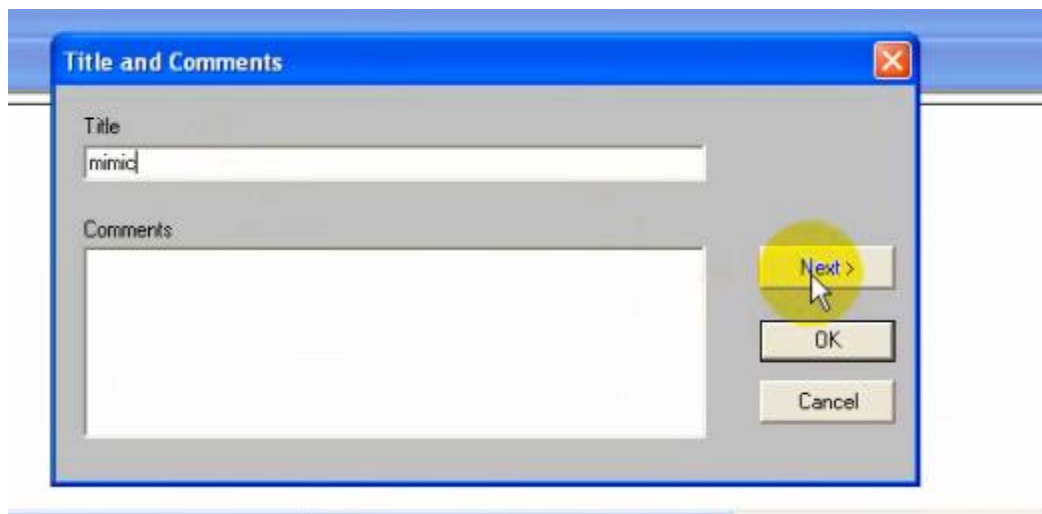 Title and Comments
Title
mimic
Comments
Next >
OK
Cancel